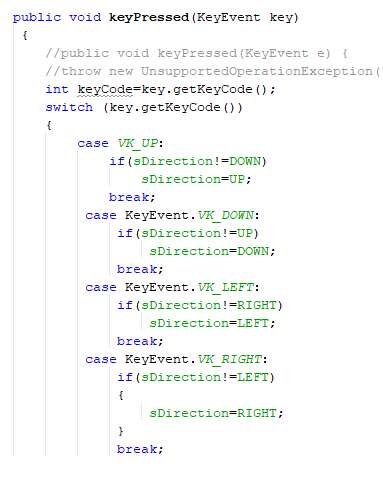 public void keyPressed(KeyEvent key)
{
//public void keyPressed(KeyEvent e) {
//throw new UnsupportedOperationException(
int keyCode=key.getKeyCode();
switch (key.getKeyCode())
{
case VK_UP:
if(sDirection!=DOWN)
sDirection=UP;
break;
case KeyEvent.VK_DOWN:
if(sDirection!=UP)
sDirection=DOWN;
break;
case KeyEvent.VK_LEFT:
if(sDirection!=RIGHT)
sDirection=LEFT;
break;
case KeyEvent.VK_RIGHT:
if(sDirection!=LEFT)
{
sDirection=RIGHT;
}
break;